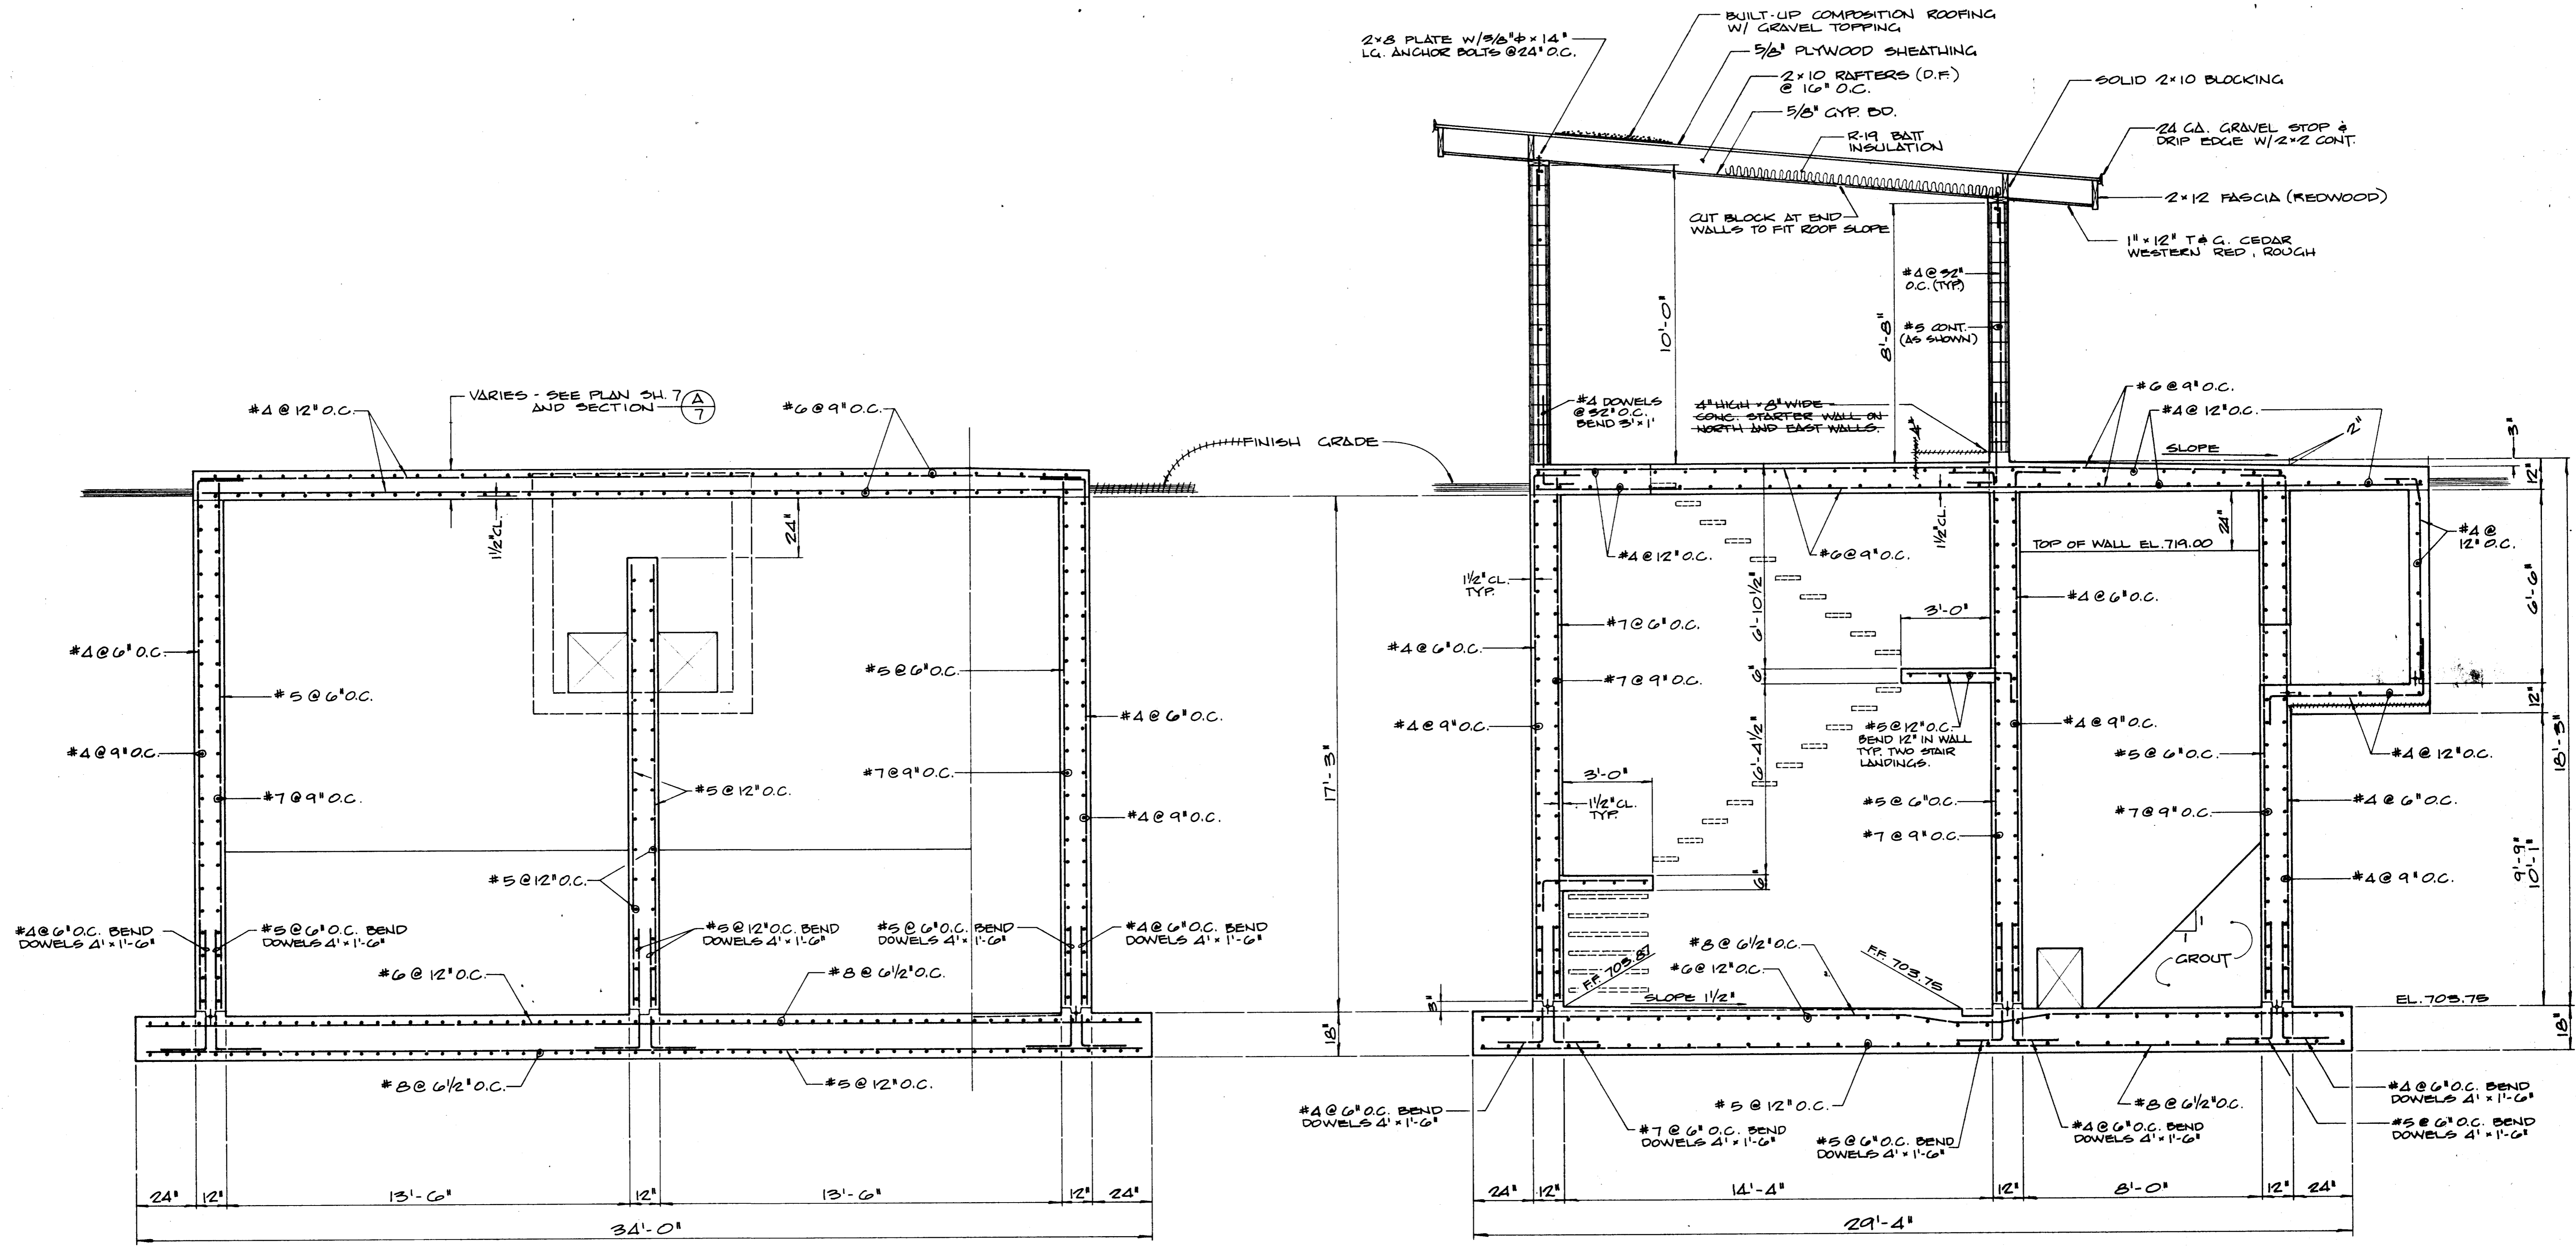 2x8 PLATE W/5/8"⌀ x 14"
LG. ANCHOR BOLTS @24" O.C.
BUILT-UP COMPOSITION ROOFING
W/ GRAVEL TOPPING
5/8" PLYWOOD SHEATHING
2x10 RAFTERS (D.F.)
@ 16" O.C.
5/8" GYP. BD.
R-19 BATT
INSULATION
SOLID 2x10 BLOCKING
24 GA. GRAVEL STOP &
DRIP EDGE W/2x2 CONT.
2x12 FASCIA (REDWOOD)
1" x 12" T & G. CEDAR
WESTERN RED, ROUGH
CUT BLOCK AT END
WALLS TO FIT ROOF SLOPE
#4 @ 32"
O.C. (TYP.)
10'-0"
8'-8"
#5 CONT.
(AS SHOWN)
#4 DOWELS
@ 32" O.C.
BEND 3' x 1'
4" HIGH x 8" WIDE
CONC. STARTER WALL ON
NORTH AND EAST WALLS.
4"
#6 @ 9" O.C.
#4 @ 12" O.C.
SLOPE
2"
3"
12"
#4 @ 12" O.C.
VARIES - SEE PLAN SH. 7
AND SECTION
A
7
#6 @ 9" O.C.
FINISH GRADE
1 1/2" CL.
24"
#4 @ 6" O.C.
#5 @ 6" O.C.
#4 @ 9" O.C.
#7 @ 9" O.C.
#5 @ 6" O.C.
#4 @ 6" O.C.
#7 @ 9" O.C.
#4 @ 9" O.C.
#5 @ 12" O.C.
#5 @ 12" O.C.
17'-3"
#4 @ 6" O.C. BEND
DOWELS 4' x 1'-6"
#5 @ 6" O.C. BEND
DOWELS 4' x 1'-6"
#5 @ 12" O.C. BEND
DOWELS 4' x 1'-6"
#5 @ 6" O.C. BEND
DOWELS 4' x 1'-6"
#4 @ 6" O.C. BEND
DOWELS 4' x 1'-6"
#6 @ 12" O.C.
#8 @ 6 1/2" O.C.
18"
#8 @ 6 1/2" O.C.
#5 @ 12" O.C.
24"
12"
13'-6"
12"
13'-6"
12"
24"
34'-0"
#4 @ 12" O.C.
#6 @ 9" O.C.
1 1/2" CL.
24"
TOP OF WALL EL. 719.00
#4 @
12" O.C.
1 1/2" CL.
TYP.
6'-10 1/2"
3'-0"
#4 @ 6" O.C.
6'-6"
#7 @ 6" O.C.
#4 @ 6" O.C.
#7 @ 9" O.C.
6"
12"
#4 @ 9" O.C.
#5 @ 12" O.C.
BEND 12" IN WALL
TYP. TWO STAIR
LANDINGS.
#4 @ 9" O.C.
#5 @ 6" O.C.
#4 @ 12" O.C.
18'-3"
6'-4 1/2"
3'-0"
1 1/2" CL.
TYP.
#5 @ 6" O.C.
#7 @ 9" O.C.
#7 @ 9" O.C.
#4 @ 6" O.C.
6"
#4 @ 9" O.C.
9'-9"
10'-1"
1
1
GROUT
#8 @ 6 1/2" O.C.
#6 @ 12" O.C.
F.F. 703.87
F.F. 703.75
SLOPE 1 1/2"
EL. 703.75
3"
18"
#4 @ 6" O.C. BEND
DOWELS 4' x 1'-6"
#7 @ 6" O.C. BEND
DOWELS 4' x 1'-6"
#5 @ 12" O.C.
#5 @ 6" O.C. BEND
DOWELS 4' x 1'-6"
#4 @ 6" O.C. BEND
DOWELS 4' x 1'-6"
#8 @ 6 1/2" O.C.
#4 @ 6" O.C. BEND
DOWELS 4' x 1'-6"
#5 @ 6" O.C. BEND
DOWELS 4' x 1'-6"
24"
12"
14'-4"
12"
8'-0"
12"
24"
29'-4"